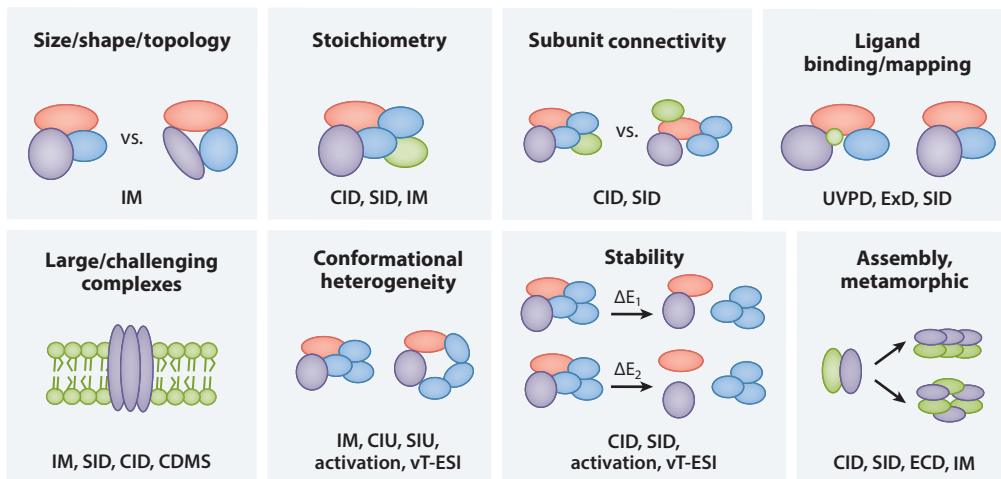 Size/shape/topology
vs.
IM
Stoichiometry
CID, SID, IM
Subunit connectivity
vs.
CID, SID
Ligand
binding/mapping
UVPD, ExD, SID
Large/challenging
complexes
IM, SID, CID, CDMS
Conformational
heterogeneity
IM, CIU, SIU,
activation, vT-ESI
Stability
ΔE₁
ΔE₂
CID, SID,
activation, vT-ESI
Assembly,
metamorphic
CID, SID, ECD, IM